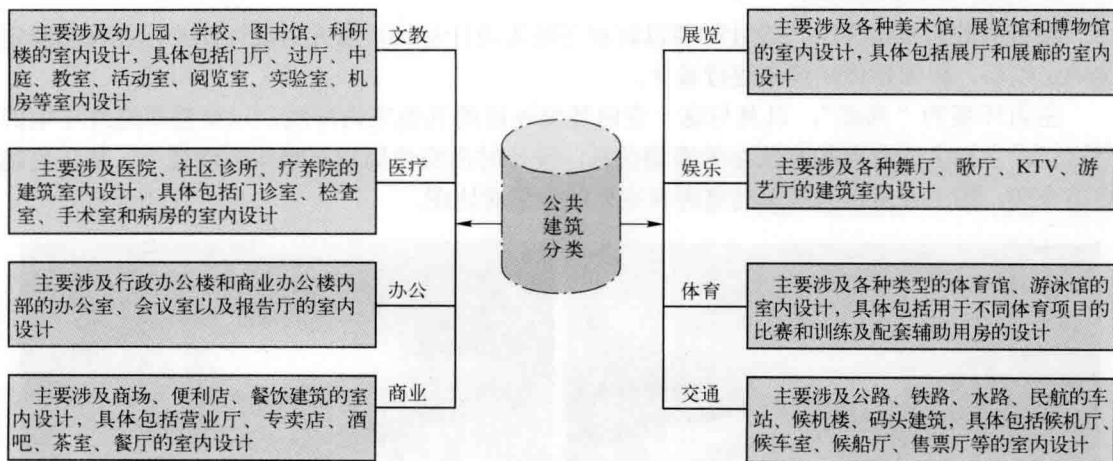 主要涉及幼儿园、学校、图书馆、科研
楼的室内设计，具体包括门厅、过厅、中
庭、教室、活动室、阅览室、实验室、机
房等室内设计
文教
主要涉及医院、社区诊所、疗养院的
建筑室内设计，具体包括门诊室、检查
室、手术室和病房的室内设计
医疗
主要涉及行政办公楼和商业办公楼内
部的办公室、会议室以及报告厅的室内
设计
办公
主要涉及商场、便利店、餐饮建筑的室
内设计，具体包括营业厅、专卖店、酒
吧、茶室、餐厅的室内设计
商业
公共
建筑
分类
展览
主要涉及各种美术馆、展览馆和博物馆
的室内设计，具体包括展厅和展廊的室内
设计
娱乐
主要涉及各种舞厅、歌厅、KTV、游
艺厅的建筑室内设计
体育
主要涉及各种类型的体育馆、游泳馆的
室内设计，具体包括用于不同体育项目的
比赛和训练及配套辅助用房的设计
交通
主要涉及公路、铁路、水路、民航的车
站、候机楼、码头建筑，具体包括候机厅、
候车室、候船厅、售票厅等的室内设计